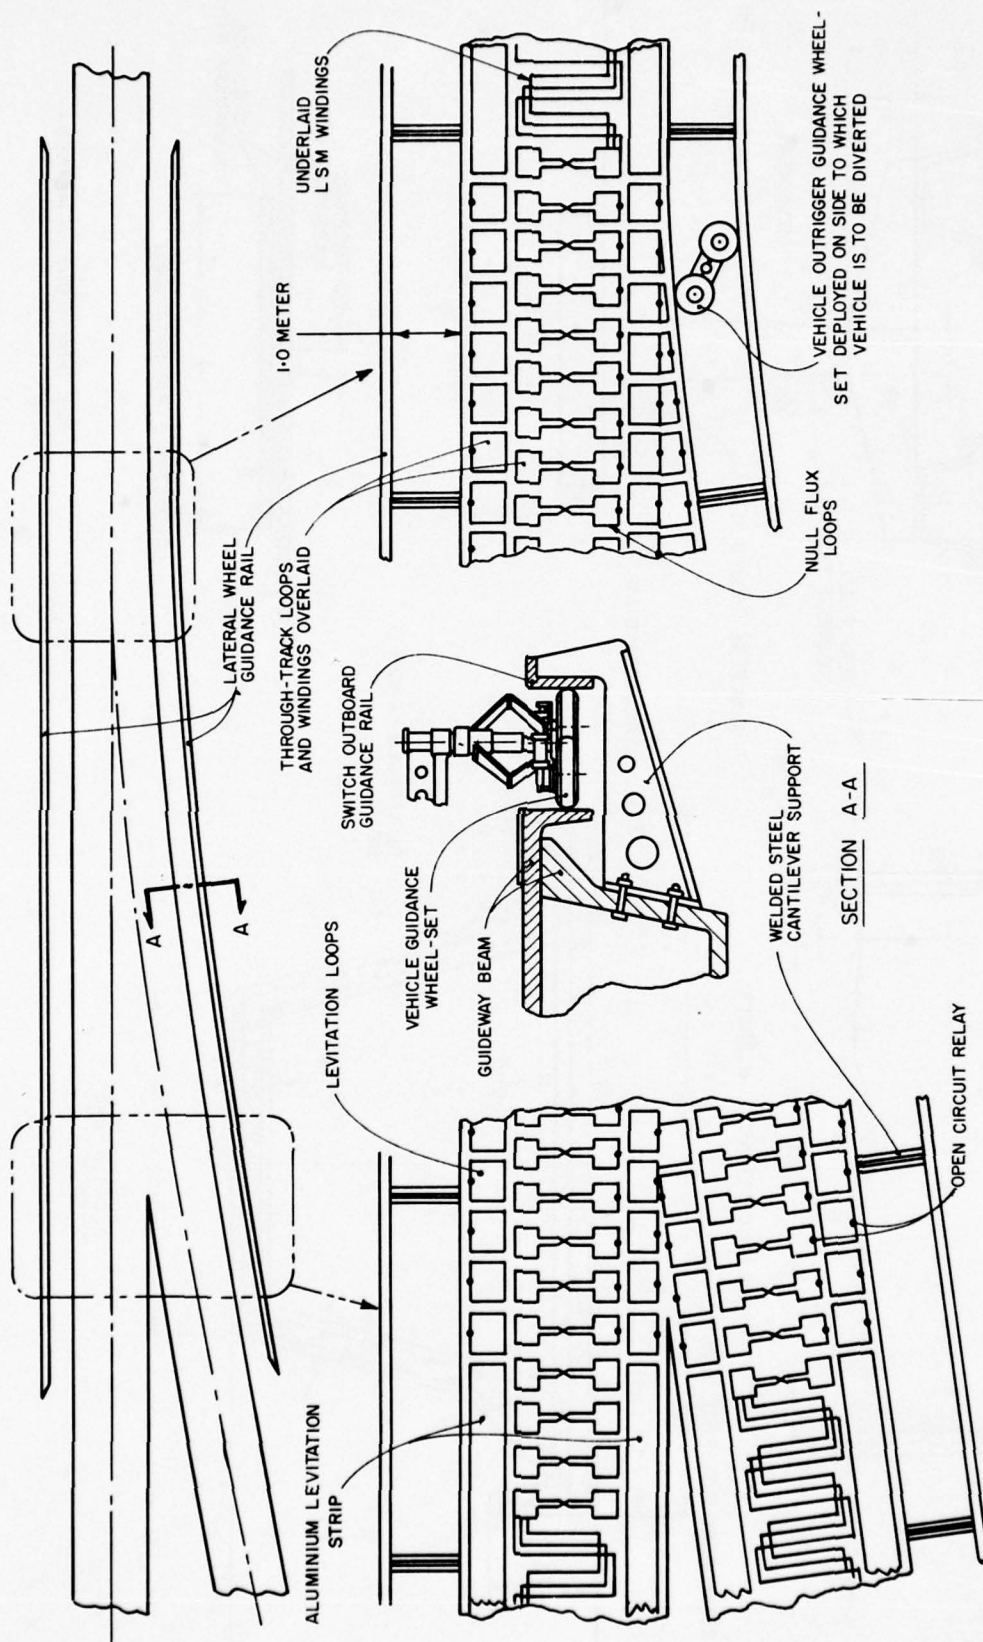 A
A
LATERAL WHEEL
GUIDANCE RAIL
ALUMINIUM LEVITATION
STRIP
LEVITATION LOOPS
VEHICLE GUIDANCE
WHEEL-SET
GUIDEWAY BEAM
SWITCH OUTBOARD
GUIDANCE RAIL
THROUGH-TRACK LOOPS
AND WINDINGS OVERLAID
1·0 METER
UNDERLAID
LSM WINDINGS
OPEN CIRCUIT RELAY
WELDED STEEL
CANTILEVER SUPPORT
SECTION A-A
NULL FLUX
LOOPS
VEHICLE OUTRIGGER GUIDANCE WHEEL-
SET DEPLOYED ON SIDE TO WHICH
VEHICLE IS TO BE DIVERTED